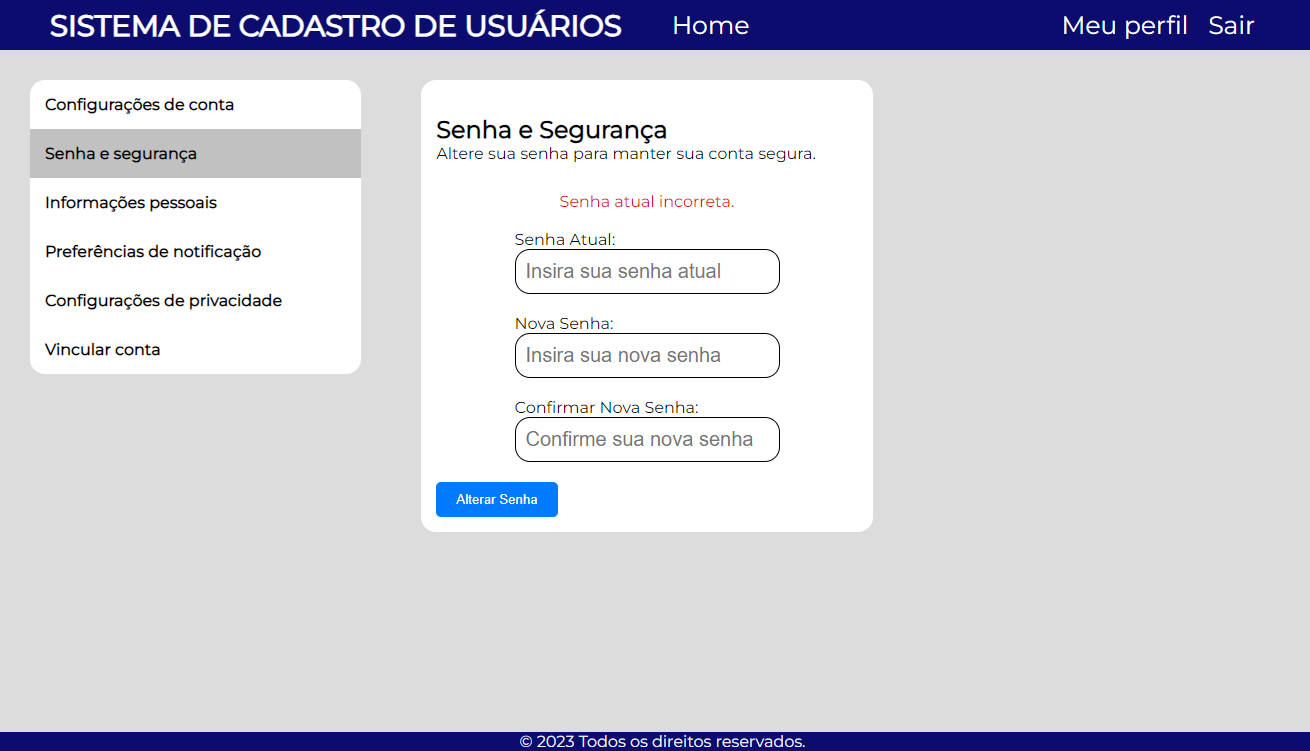 SISTEMA DE CADASTRO DE USUÁRIOS Home Meu perfil Sair
Configurações de conta
Senha e segurança
Informações pessoais
Preferências de notificação
Configurações de privacidade
Vincular conta
Senha e Segurança
Altere sua senha para manter sua conta segura.
Senha atual incorreta.
Senha Atual:
Insira sua senha atual
Nova Senha:
Insira sua nova senha
Confirmar Nova Senha:
Confirme sua nova senha
Alterar Senha
© 2023 Todos os direitos reservados.